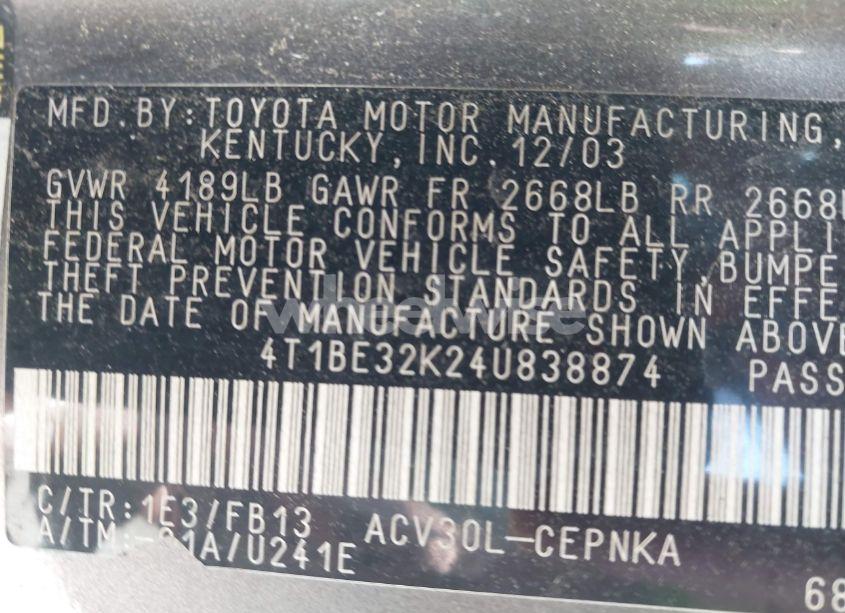 MFD.BY:TOYOTA MOTOR MANUFACTURING,
KENTUCKY,INC.12/03
GVWR 4189LB GAWR FR 2668LB RR 2668L
THIS VEHICLE CONFORMS TO ALL APPLI
FEDERAL MOTOR VEHICLE SAFETY,BUMPE
THEFT PREVENTION STANDARDS IN EFFE
THE DATE OF MANUFACTURE SHOWN ABOVE
wheelwire
4T1BE32K24U838874 PASS
C/TR:1E3/FB13 ACV30L-CEPNKA
A/TM:-01A/U241E
68